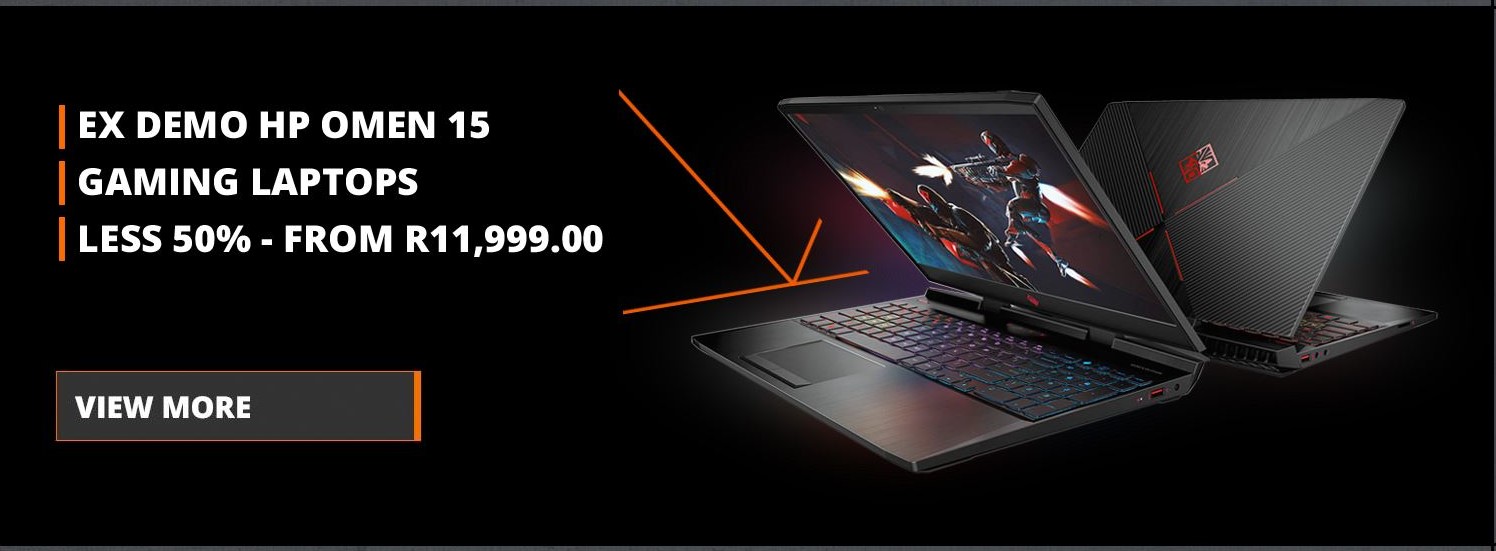 EX DEMO HP OMEN 15
GAMING LAPTOPS
LESS 50% - FROM R11,999.00
VIEW MORE